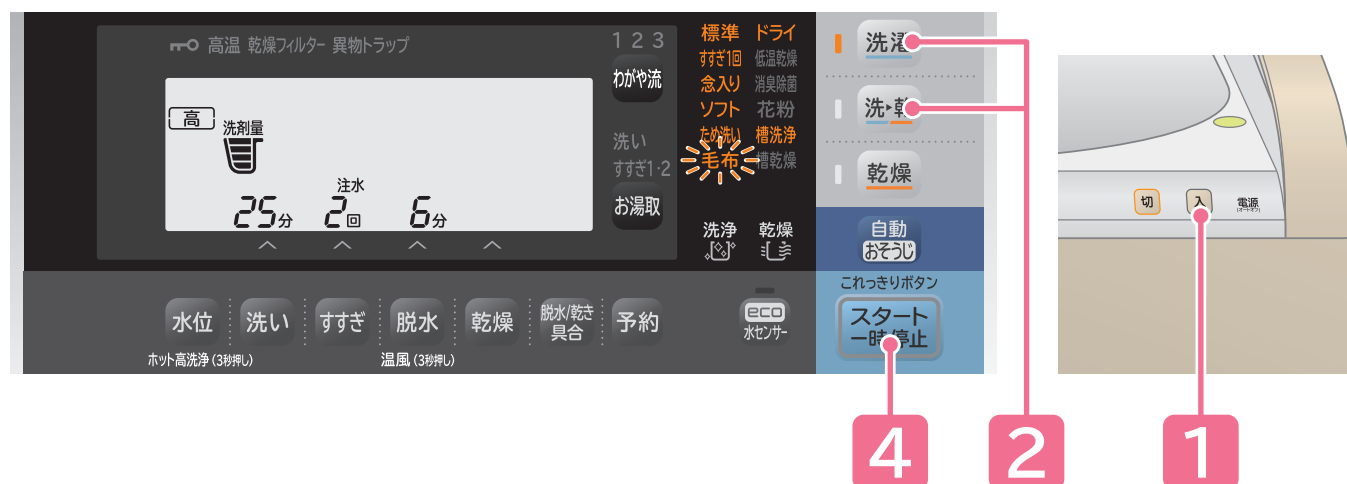 高温 乾燥フィルター 異物トラップ
1 2 3
わがや流
洗い
すすぎ1・2
お湯取
高
洗剤量
注水
25分 2回 6分
標準 ドライ
すすぎ1回 低温乾燥
念入り 消臭除菌
ソフト 花粉
ため洗い 槽洗浄
毛布 槽乾燥
洗浄 乾燥
洗濯
洗▸乾
乾燥
自動
おそうじ
これっきりボタン
スタート
一時停止
水位 洗い すすぎ 脱水 乾燥 脱水/乾き具合 予約
ホット高洗浄(3秒押し) 温風(3秒押し)
eco
水センサー
切 入 電源
(オートオフ)
4 2 1